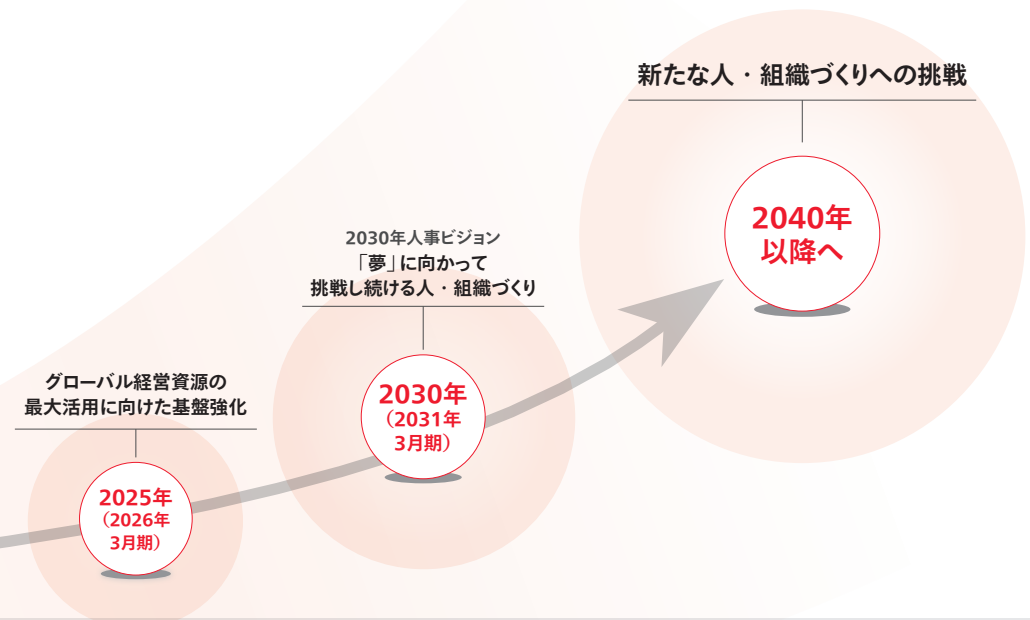 新たな人・組織づくりへの挑戦
2040年
以降へ
2030年人事ビジョン
「夢」に向かって
挑戦し続ける人・組織づくり
2030年
（2031年
3月期）
グローバル経営資源の
最大活用に向けた基盤強化
2025年
（2026年
3月期）